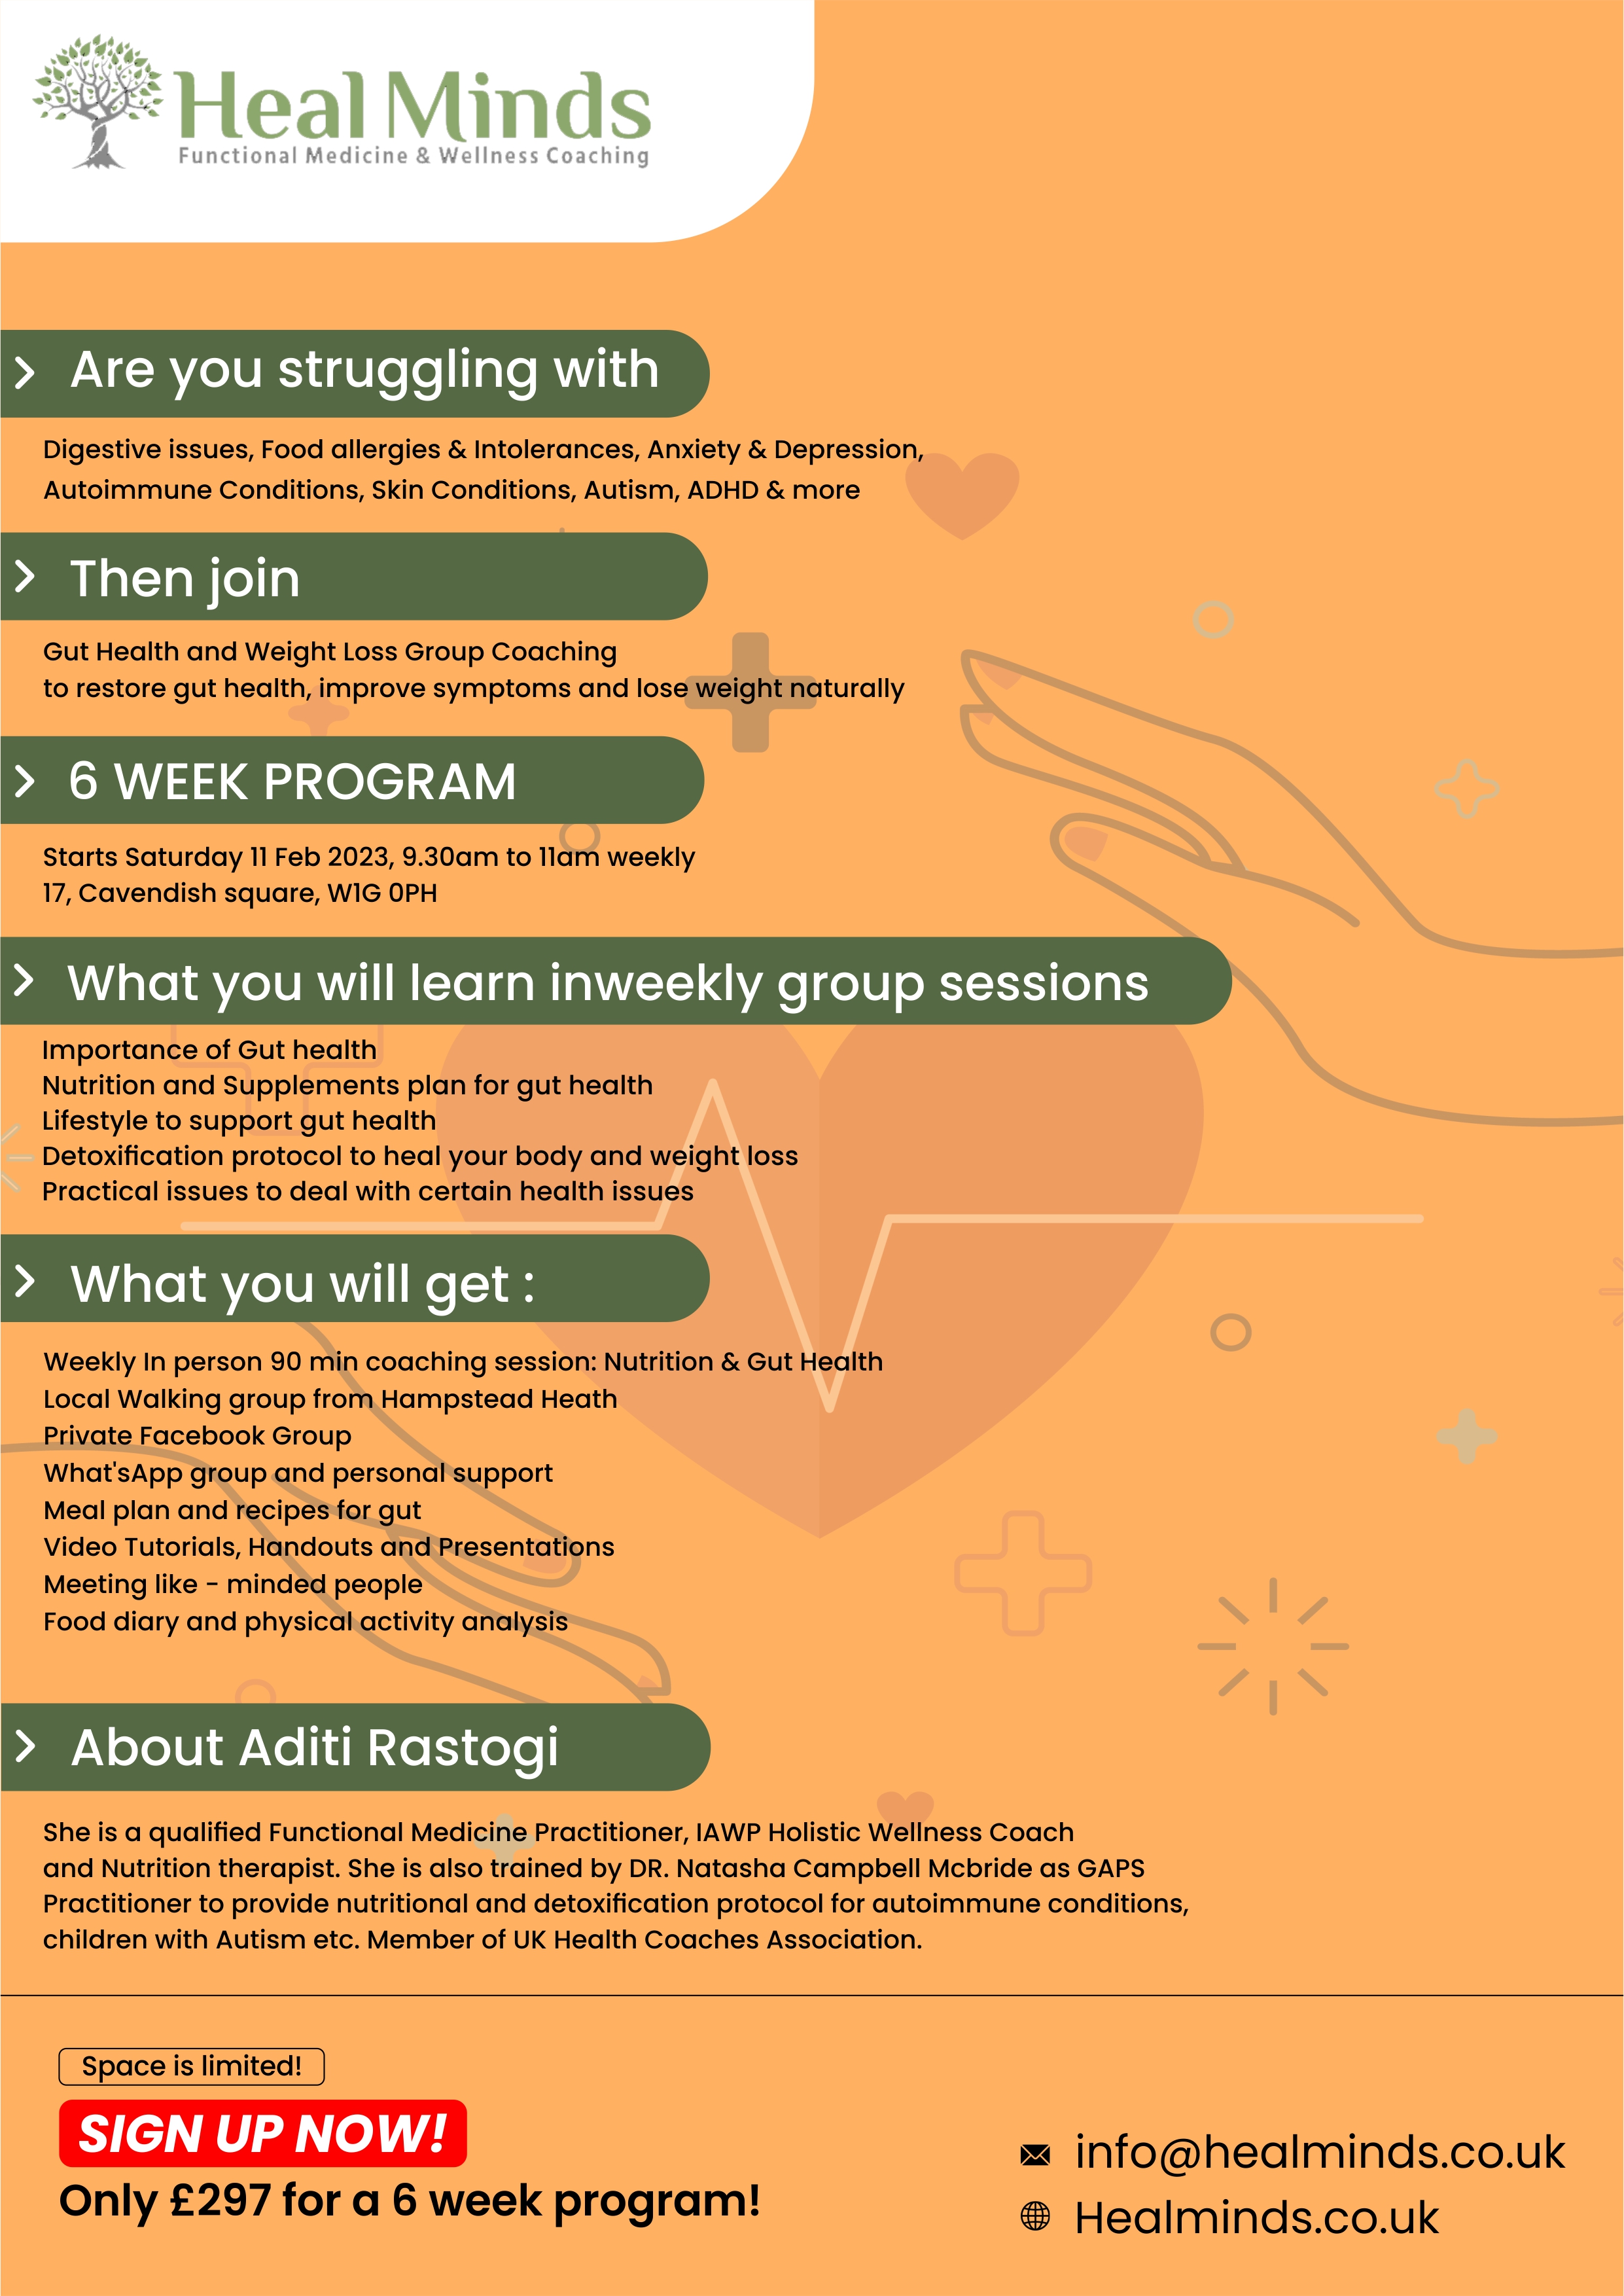 Heal Minds
Functional Medicine & Wellness Coaching
Are you struggling with
Digestive issues, Food allergies & Intolerances, Anxiety & Depression,
Autoimmune Conditions, Skin Conditions, Autism, ADHD & more
Then join
Gut Health and Weight Loss Group Coaching
to restore gut health, improve symptoms and lose weight naturally
6 WEEK PROGRAM
Starts Saturday 11 Feb 2023, 9.30am to 11am weekly
17, Cavendish square, W1G 0PH
What you will learn inweekly group sessions
Importance of Gut health
Nutrition and Supplements plan for gut health
Lifestyle to support gut health
Detoxification protocol to heal your body and weight loss
Practical issues to deal with certain health issues
What you will get :
Weekly In person 90 min coaching session: Nutrition & Gut Health
Local Walking group from Hampstead Heath
Private Facebook Group
What'sApp group and personal support
Meal plan and recipes for gut
Video Tutorials, Handouts and Presentations
Meeting like - minded people
Food diary and physical activity analysis
About Aditi Rastogi
She is a qualified Functional Medicine Practitioner, IAWP Holistic Wellness Coach
and Nutrition therapist. She is also trained by DR. Natasha Campbell Mcbride as GAPS
Practitioner to provide nutritional and detoxification protocol for autoimmune conditions,
children with Autism etc. Member of UK Health Coaches Association.
Space is limited!
SIGN UP NOW!
Only £297 for a 6 week program!
info@healminds.co.uk
Healminds.co.uk